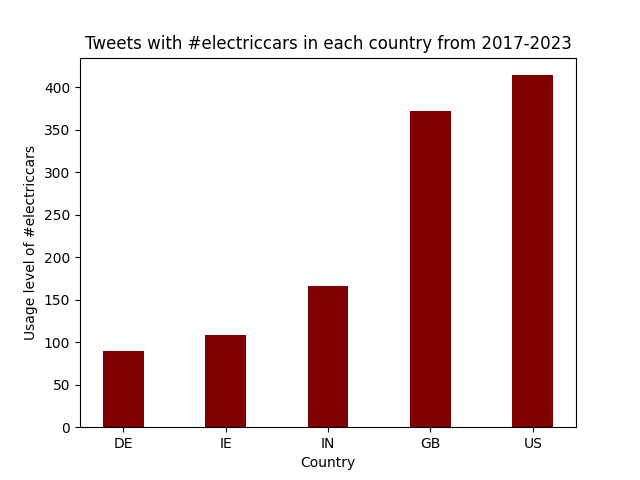 Tweets with #electriccars in each country from 2017-2023
Usage level of #electriccars
400
350
300
250
200
150
100
50
0
DE IE IN GB US
Country